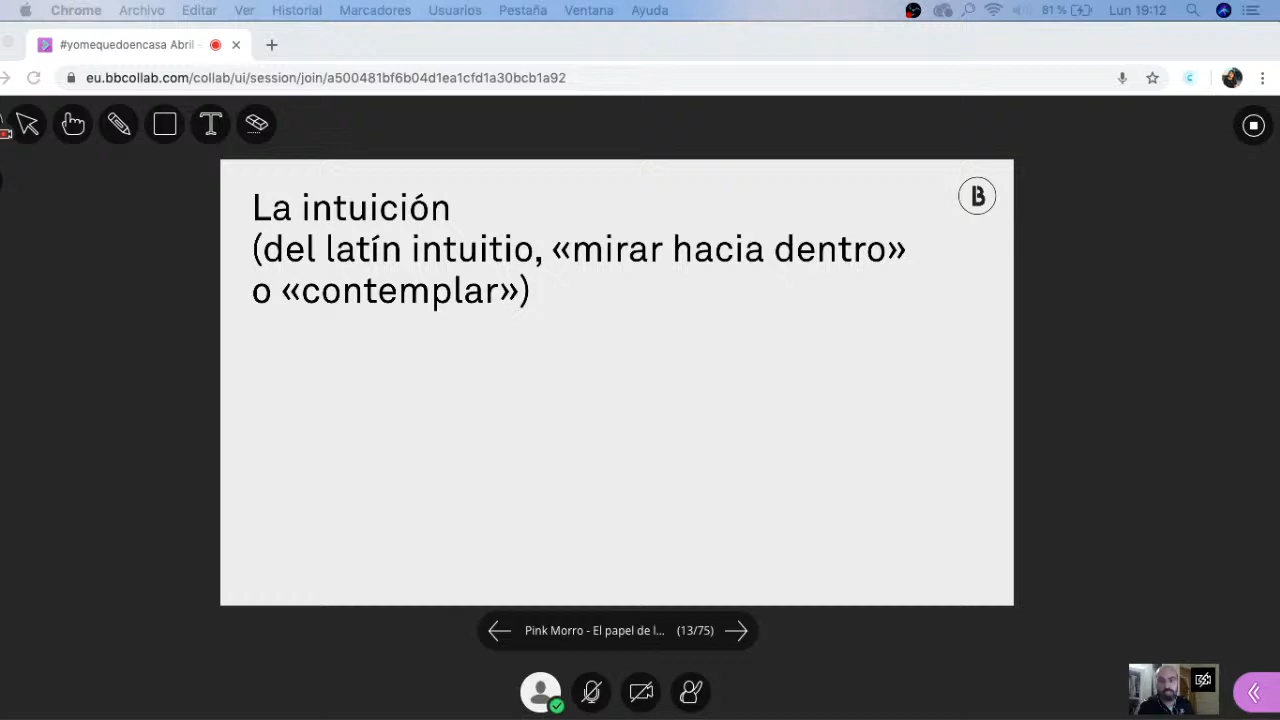 Chrome Archivo Editar Ver Historial Marcadores Usuarios Pestaña Ventana Ayuda 81 % Lun 19:12
#yomequedoencasa Abril -
eu.bbcollab.com/collab/ui/session/join/a500481bf6b04d1ea1cfd1a30bcb1a92
T
B
La intuición
(del latín intuitio, «mirar hacia dentro»
o «contemplar»)
Pink Morro - El papel de l... (13/75)